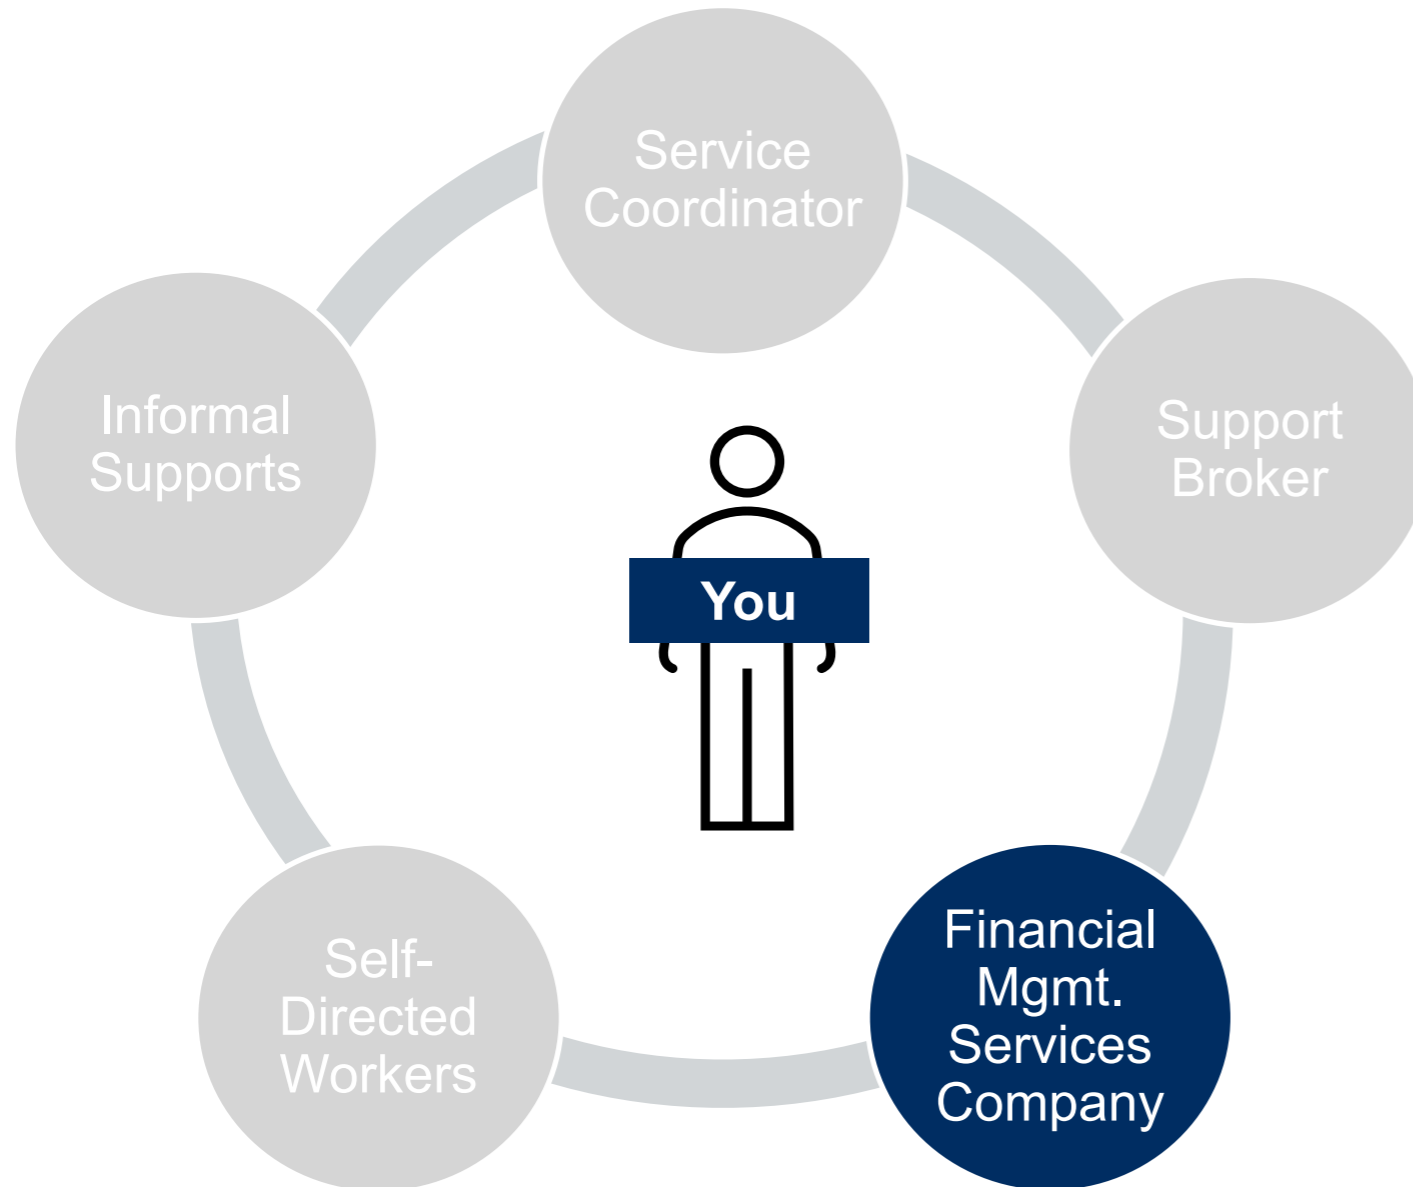 Service
Coordinator
Informal
Supports
Support
Broker
You
Self-
Directed
Workers
Financial
Mgmt.
Services
Company